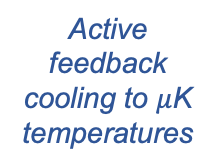 Active
feedback
cooling to μK
temperatures